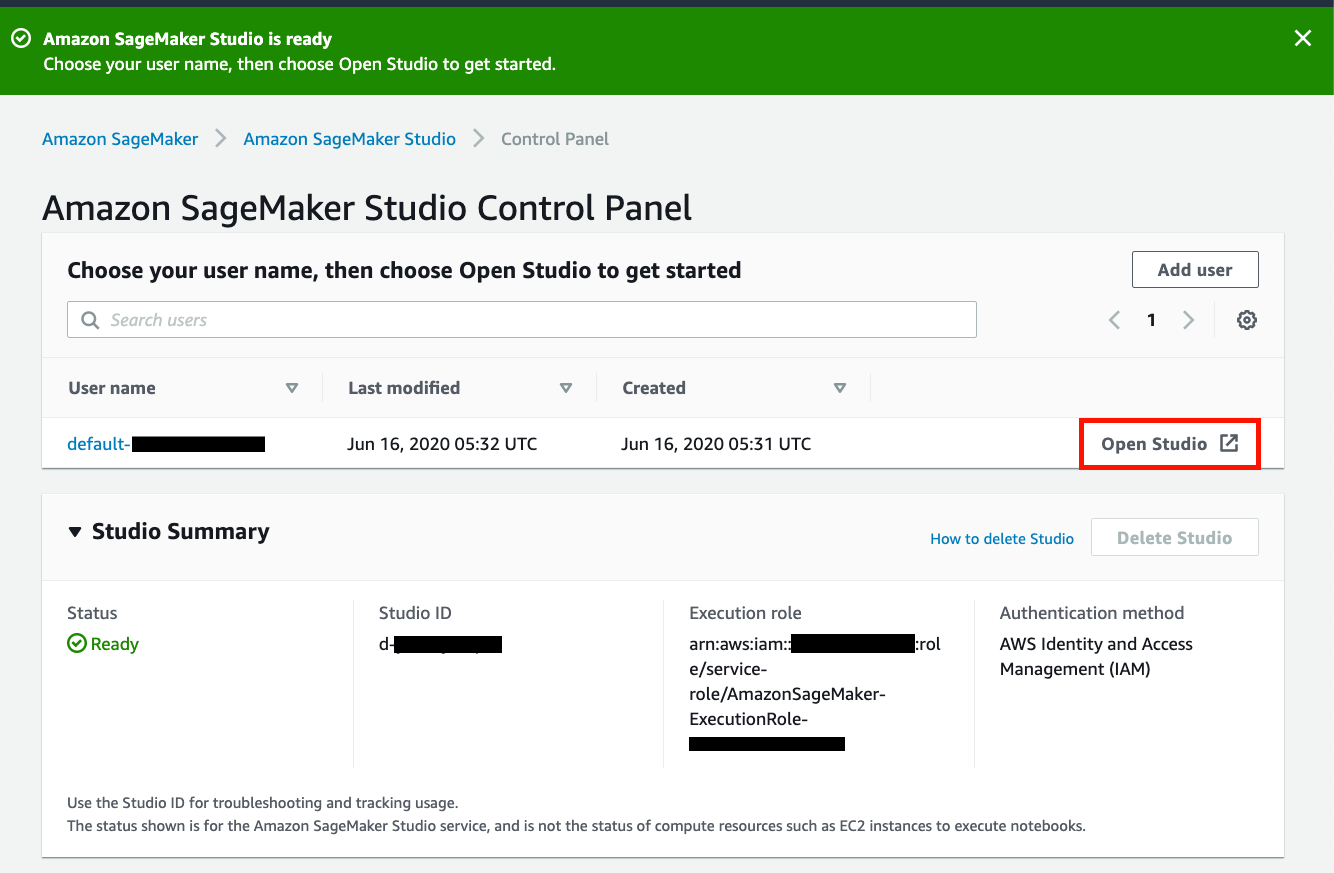 Amazon SageMaker Studio is ready
Choose your user name, then choose Open Studio to get started.
Amazon SageMaker > Amazon SageMaker Studio > Control Panel
Amazon SageMaker Studio Control Panel
Choose your user name, then choose Open Studio to get started
Add user
Search users
1
User name Last modified Created
default- Jun 16, 2020 05:32 UTC Jun 16, 2020 05:31 UTC Open Studio
Studio Summary
How to delete Studio Delete Studio
Status
Ready
Studio ID
d-
Execution role
arn:aws:iam:: :rol
e/service-
role/AmazonSageMaker-
ExecutionRole-
Authentication method
AWS Identity and Access
Management (IAM)
Use the Studio ID for troubleshooting and tracking usage.
The status shown is for the Amazon SageMaker Studio service, and is not the status of compute resources such as EC2 instances to execute notebooks.